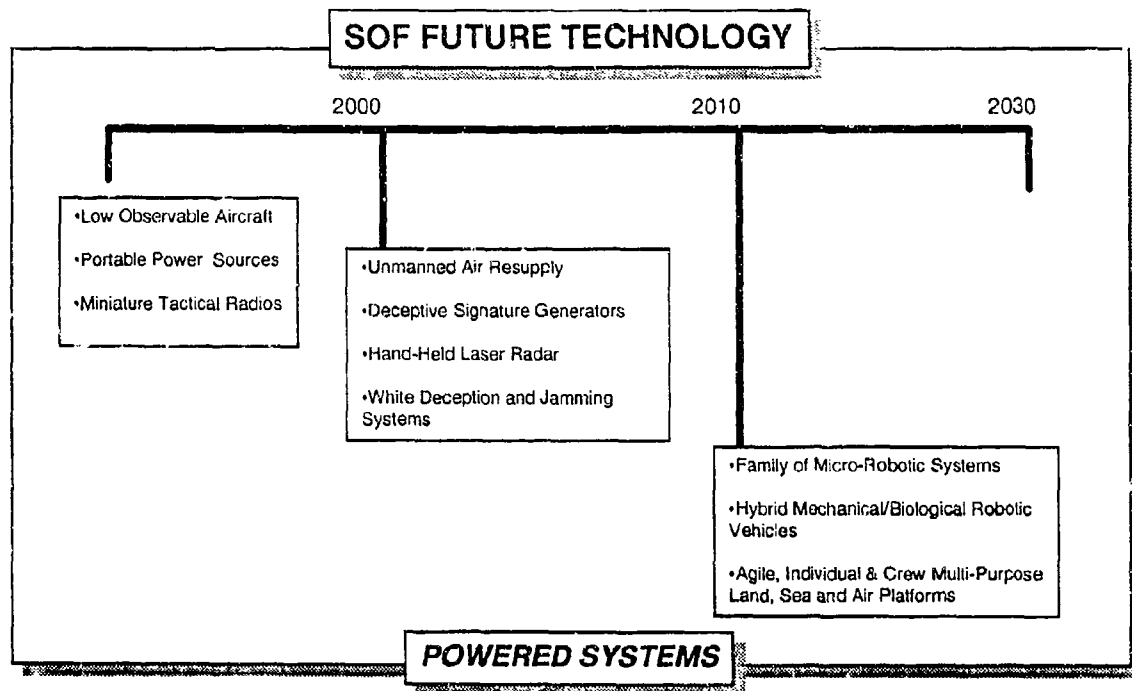 SOF FUTURE TECHNOLOGY
2000
2010
2030
•Low Observable Aircraft
•Portable Power Sources
•Miniature Tactical Radios
•Unmanned Air Resupply
•Deceptive Signature Generators
•Hand-Held Laser Radar
•White Deception and Jamming
Systems
•Family of Micro-Robotic Systems
•Hybrid Mechanical/Biological Robotic
Vehicles
•Agile, Individual & Crew Multi-Purpose
Land, Sea and Air Platforms
POWERED SYSTEMS